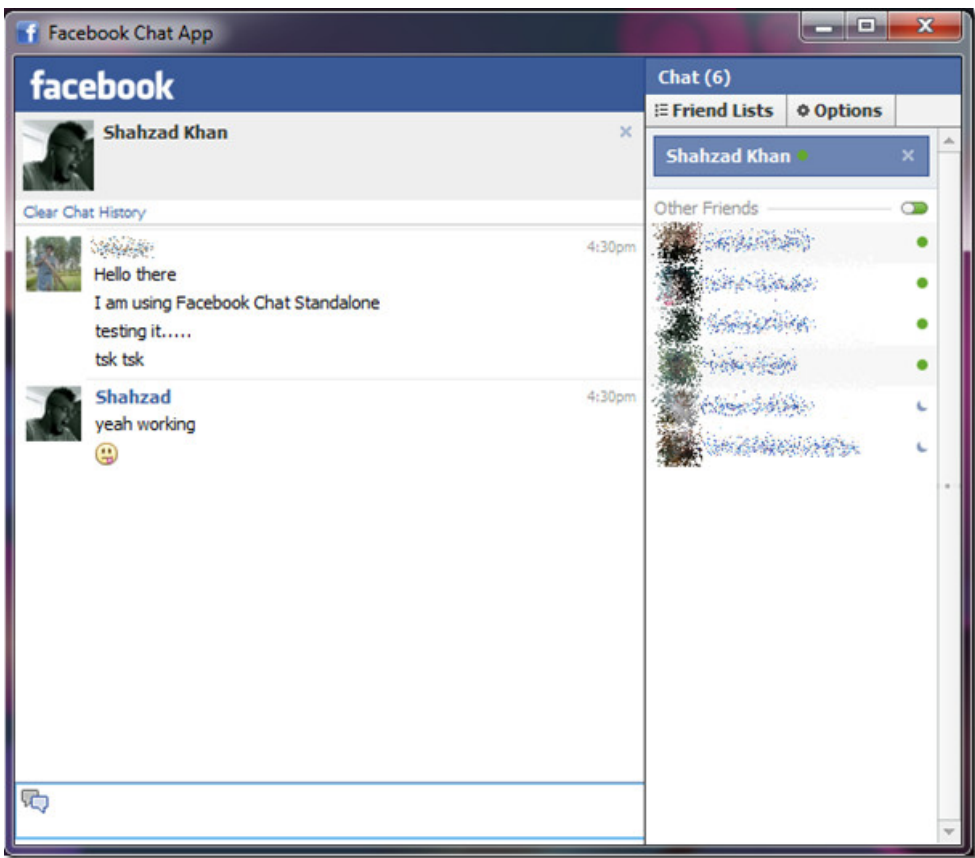 Facebook Chat App
facebook
Shahzad Khan
Clear Chat History
4:30pm
Hello there
I am using Facebook Chat Standalone
testing it.....
tsk tsk
Shahzad 4:30pm
yeah working
Chat (6)
Friend Lists Options
Shahzad Khan
Other Friends